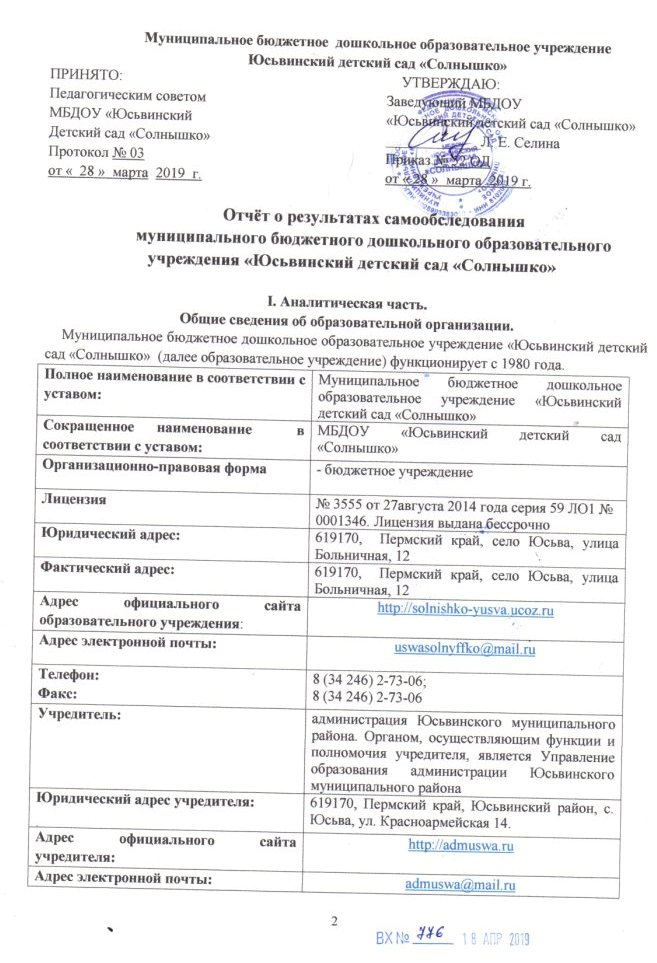 Муниципальное бюджетное дошкольное образовательное учреждение
Юсьвинский детский сад «Солнышко»
ПРИНЯТО:
Педагогическим советом
МБДОУ «Юсьвинский
Детский сад «Солнышко»
Протокол № 03
от « 28 » марта 2019 г.
УТВЕРЖДАЮ:
Заведующий МБДОУ
«Юсьвинский детский сад «Солнышко»
Л. Е. Селина
Приказ № ОД
от « 28 » марта 2019 г.
Отчёт о результатах самообследования
муниципального бюджетного дошкольного образовательного
учреждения «Юсьвинский детский сад «Солнышко»
I. Аналитическая часть.
Общие сведения об образовательной организации.
Муниципальное бюджетное дошкольное образовательное учреждение «Юсьвинский детский
сад «Солнышко» (далее образовательное учреждение) функционирует с 1980 года.
Полное наименование в соответствии с
уставом:
Муниципальное бюджетное дошкольное
образовательное учреждение «Юсьвинский
детский сад «Солнышко»
Сокращенное наименование в
соответствии с уставом:
МБДОУ «Юсьвинский детский сад
«Солнышко»
Организационно-правовая форма
- бюджетное учреждение
Лицензия
№ 3555 от 27августа 2014 года серия 59 ЛО1 №
0001346. Лицензия выдана бессрочно
Юридический адрес:
619170, Пермский край, село Юсьва, улица
Больничная, 12
Фактический адрес:
619170, Пермский край, село Юсьва, улица
Больничная, 12
Адрес официального сайта
образовательного учреждения:
http://solnishko-yusva.ucoz.ru
Адрес электронной почты:
uswasolnyffko@mail.ru
Телефон:
Факс:
8 (34 246) 2-73-06;
8 (34 246) 2-73-06
Учредитель:
администрация Юсьвинского муниципального
района. Органом, осуществляющим функции и
полномочия учредителя, является Управление
образования администрации Юсьвинского
муниципального района
Юридический адрес учредителя:
619170, Пермский край, Юсьвинский район, с.
Юсьва, ул. Красноармейская 14.
Адрес официального сайта
учредителя:
http://admuswa.ru
Адрес электронной почты:
admuswa@mail.ru
2
ВХ № 776 18 АПР 2019